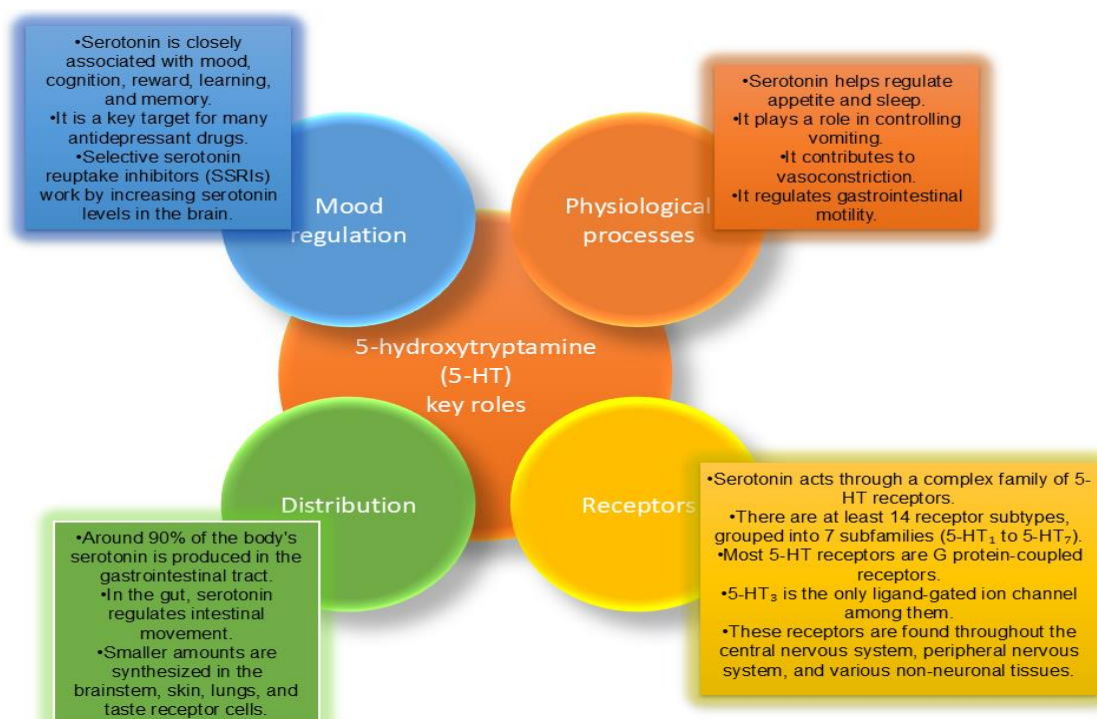 •Serotonin is closely
associated with mood,
cognition, reward, learning,
and memory.
•It is a key target for many
antidepressant drugs.
•Selective serotonin
reuptake inhibitors (SSRIs)
work by increasing serotonin
levels in the brain.
Mood
regulation
•Serotonin helps regulate
appetite and sleep.
•It plays a role in controlling
vomiting.
•It contributes to
vasoconstriction.
•It regulates gastrointestinal
motility.
Physiological
processes
5-hydroxytryptamine
(5-HT)
key roles
Distribution
•Around 90% of the body's
serotonin is produced in the
gastrointestinal tract.
•In the gut, serotonin
regulates intestinal
movement.
•Smaller amounts are
synthesized in the
brainstem, skin, lungs, and
taste receptor cells.
Receptors
•Serotonin acts through a complex family of 5-
HT receptors.
•There are at least 14 receptor subtypes,
grouped into 7 subfamilies (5-HT₁ to 5-HT₇).
•Most 5-HT receptors are G protein-coupled
receptors.
•5-HT₃ is the only ligand-gated ion channel
among them.
•These receptors are found throughout the
central nervous system, peripheral nervous
system, and various non-neuronal tissues.